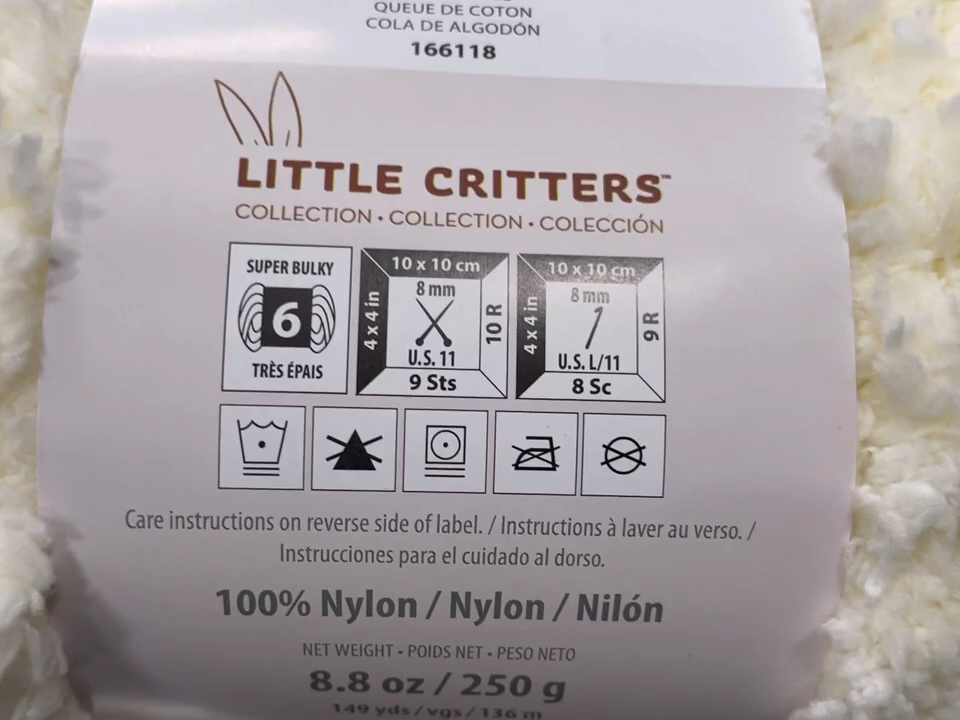 QUEUE DE COTON
COLA DE ALGODÓN
166118
LITTLE CRITTERS™
COLLECTION • COLLECTION • COLECCIÓN
SUPER BULKY
6
TRÈS ÉPAIS
10 x 10 cm
4 x 4 in
8 mm
10 R
U.S. 11
9 Sts
10 x 10 cm
4 x 4 in
8 mm
9 R
U.S. L/11
8 Sc
Care instructions on reverse side of label. / Instructions à laver au verso. /
Instrucciones para el cuidado al dorso.
100% Nylon / Nylon / Nilón
NET WEIGHT • POIDS NET • PESO NETO
8.8 oz / 250 g
149 yds/vgs/136 m